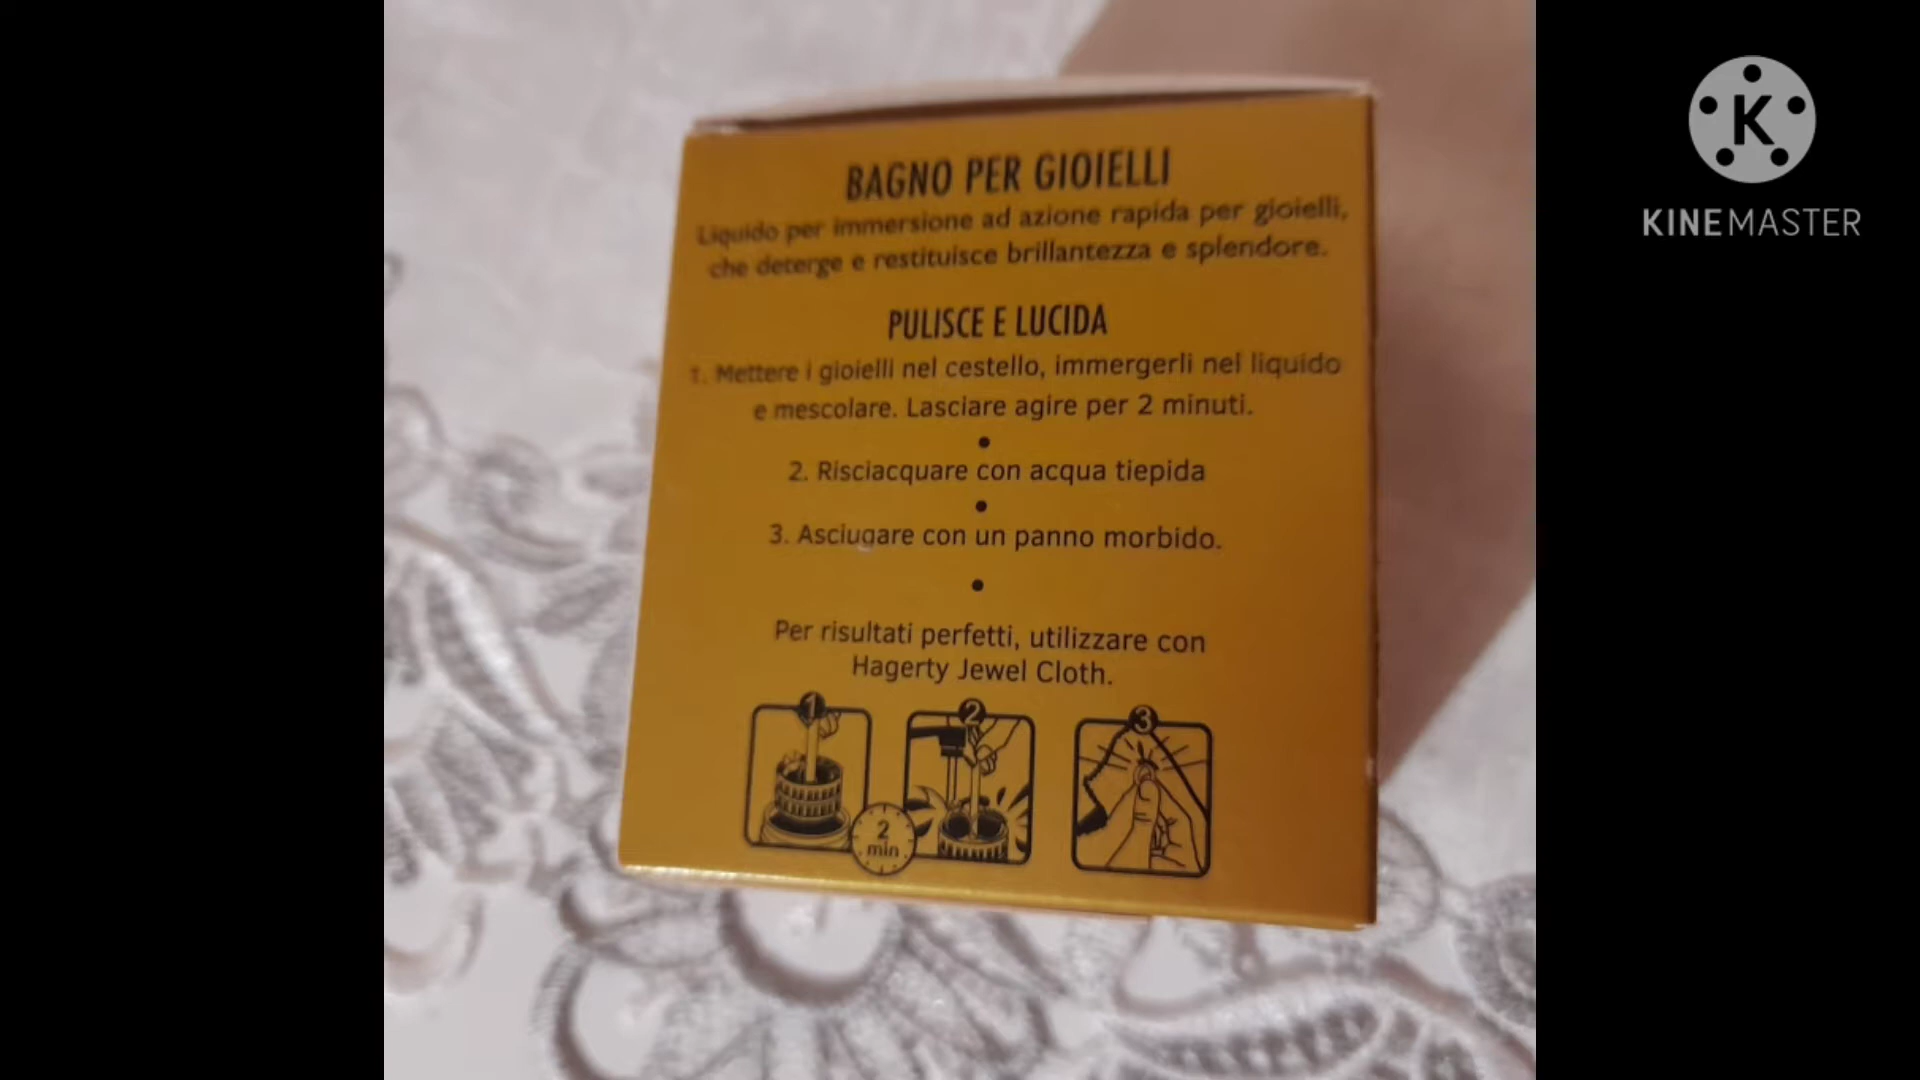 BAGNO PER GIOIELLI
Liquido per immersione ad azione rapida per gioielli,
che deterge e restituisce brillantezza e splendore.
PULISCE E LUCIDA
1. Mettere i gioielli nel cestello, immergerli nel liquido
e mescolare. Lasciare agire per 2 minuti.
•
2. Risciacquare con acqua tiepida
•
3. Asciugare con un panno morbido.
•
Per risultati perfetti, utilizzare con
Hagerty Jewel Cloth.
1 2 3
2
min
K
KINEMASTER